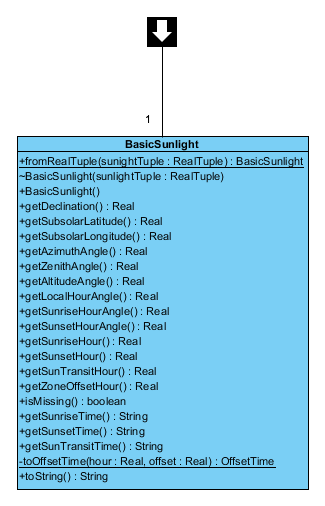 1
BasicSunlight
+fromRealTuple(sunightTuple : RealTuple) : BasicSunlight
~BasicSunlight(sunlightTuple : RealTuple)
+BasicSunlight()
+getDeclination() : Real
+getSubsolarLatitude() : Real
+getSubsolarLongitude() : Real
+getAzimuthAngle() : Real
+getZenithAngle() : Real
+getAltitudeAngle() : Real
+getLocalHourAngle() : Real
+getSunriseHourAngle() : Real
+getSunsetHourAngle() : Real
+getSunriseHour() : Real
+getSunsetHour() : Real
+getSunTransitHour() : Real
+getZoneOffsetHour() : Real
+isMissing() : boolean
+getSunriseTime() : String
+getSunsetTime() : String
+getSunTransitTime() : String
-toOffsetTime(hour : Real, offset : Real) : OffsetTime
+toString() : String